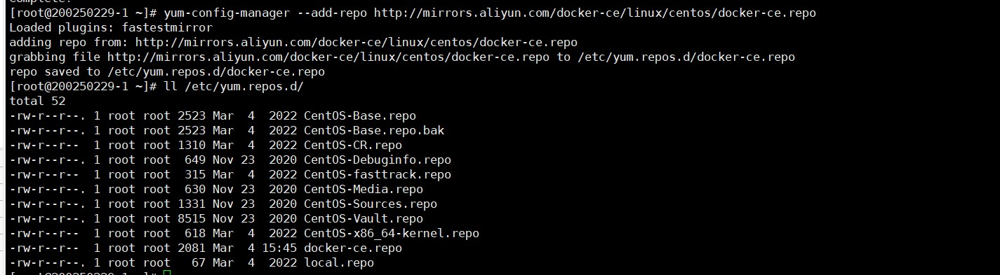 [root@200250229-1 ~]# yum-config-manager --add-repo http://mirrors.aliyun.com/docker-ce/linux/centos/docker-ce.repo
Loaded plugins: fastestmirror
adding repo from: http://mirrors.aliyun.com/docker-ce/linux/centos/docker-ce.repo
grabbing file http://mirrors.aliyun.com/docker-ce/linux/centos/docker-ce.repo to /etc/yum.repos.d/docker-ce.repo
repo saved to /etc/yum.repos.d/docker-ce.repo
[root@200250229-1 ~]# ll /etc/yum.repos.d/
total 52
-rw-r--r--. 1 root root 2523 Mar  4  2022 CentOS-Base.repo
-rw-r--r--. 1 root root 2523 Mar  4  2022 CentOS-Base.repo.bak
-rw-r--r--  1 root root 1310 Mar  4  2022 CentOS-CR.repo
-rw-r--r--. 1 root root  649 Nov 23  2020 CentOS-Debuginfo.repo
-rw-r--r--  1 root root  315 Mar  4  2022 CentOS-fasttrack.repo
-rw-r--r--. 1 root root  630 Nov 23  2020 CentOS-Media.repo
-rw-r--r--. 1 root root 1331 Nov 23  2020 CentOS-Sources.repo
-rw-r--r--. 1 root root 8515 Nov 23  2020 CentOS-Vault.repo
-rw-r--r--  1 root root  618 Mar  4  2022 CentOS-x86_64-kernel.repo
-rw-r--r--  1 root root 2081 Mar  4 15:45 docker-ce.repo
-rw-r--r--. 1 root root   67 Mar  4  2022 local.repo